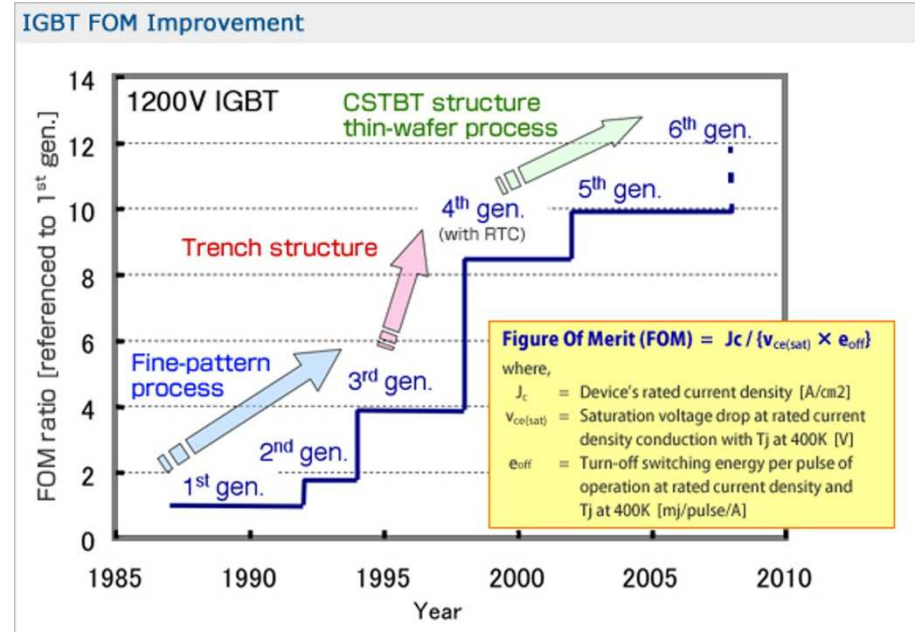 IGBT FOM Improvement
1200V IGBT
FOM ratio [referenced to 1st gen.]
14
12
10
8
6
4
2
0
CSTBT structure
thin-wafer process
6th gen.
5th gen.
4th gen.
(with RTC)
Trench structure
Fine-pattern
process
3rd gen.
2nd gen.
1st gen.
Figure Of Merit (FOM) = Jc / {vce(sat) × eoff}
where,
Jc = Device's rated current density [A/cm2]
vce(sat) = Saturation voltage drop at rated current
density conduction with Tj at 400K [V]
eoff = Turn-off switching energy per pulse of
operation at rated current density and
Tj at 400K [mj/pulse/A]
1985 1990 1995 2000 2005 2010
Year